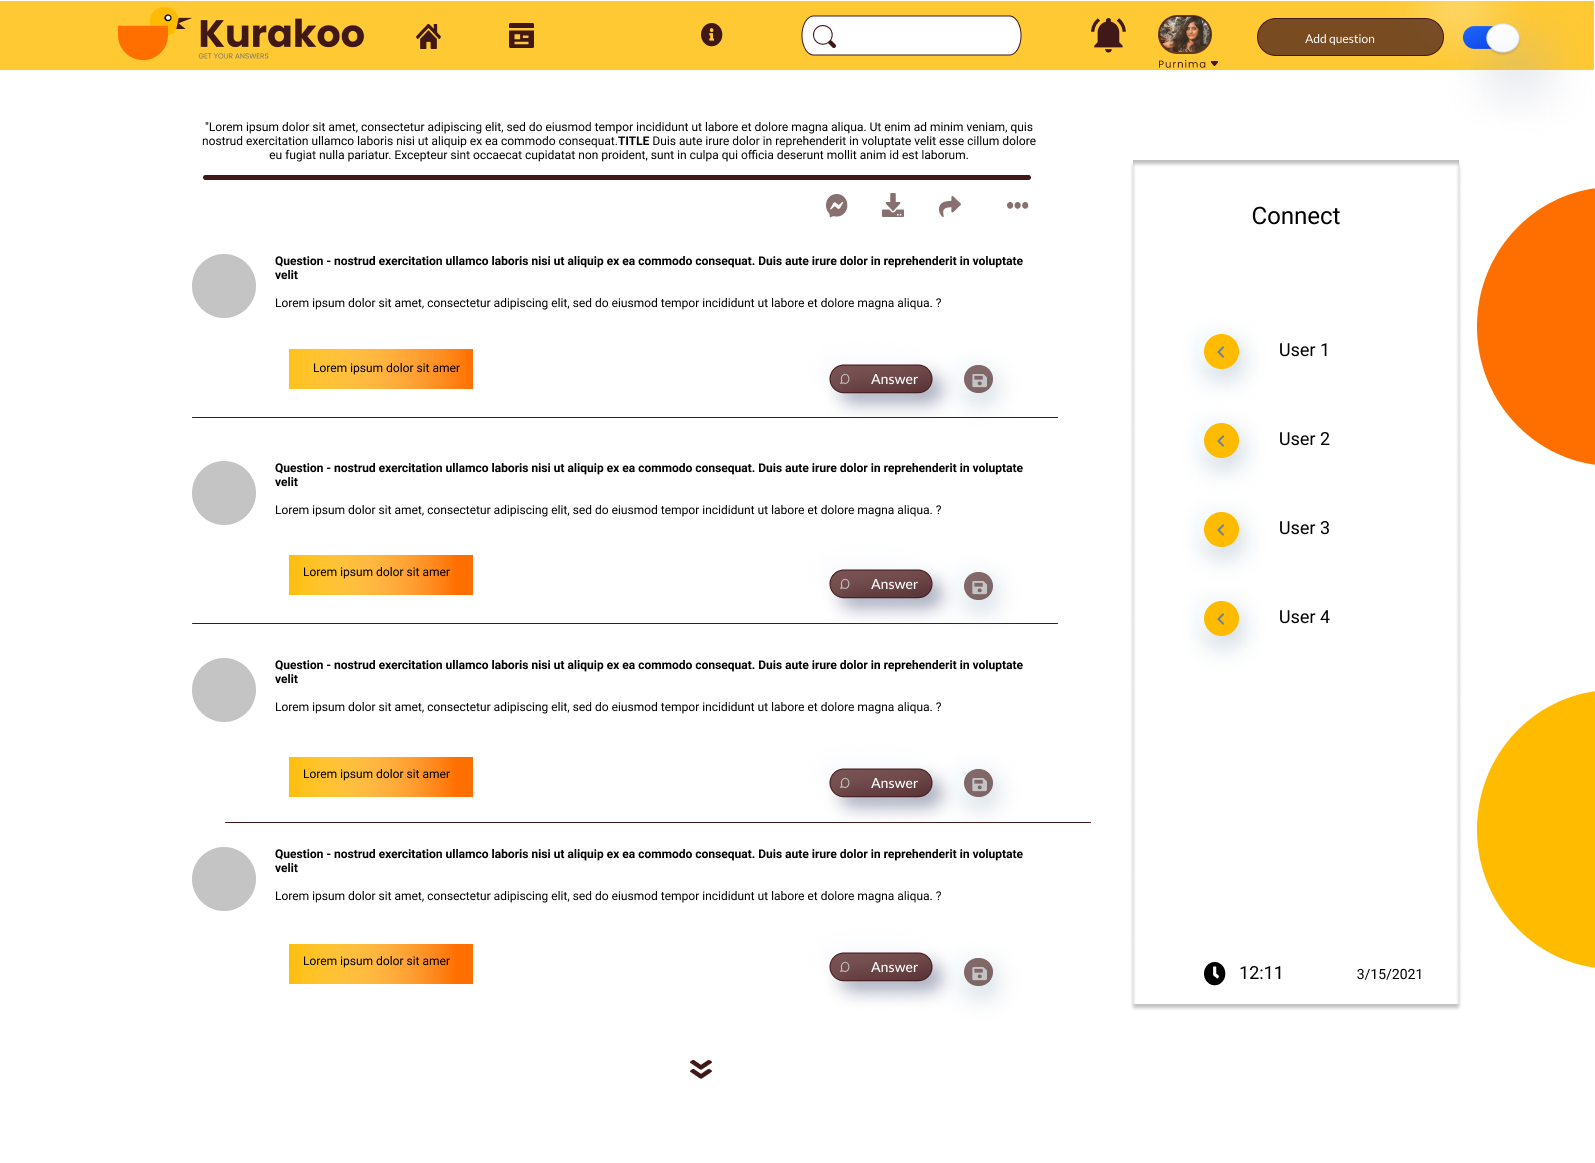 Kurakoo
GET YOUR ANSWERS
Purnima
Add question
"Lorem ipsum dolor sit amet, consectetur adipiscing elit, sed do eiusmod tempor incididunt ut labore et dolore magna aliqua. Ut enim ad minim veniam, quis
nostrud exercitation ullamco laboris nisi ut aliquip ex ea commodo consequat.TITLE Duis aute irure dolor in reprehenderit in voluptate velit esse cillum dolore
eu fugiat nulla pariatur. Excepteur sint occaecat cupidatat non proident, sunt in culpa qui officia deserunt mollit anim id est laborum.
Question - nostrud exercitation ullamco laboris nisi ut aliquip ex ea commodo consequat. Duis aute irure dolor in reprehenderit in voluptate
velit
Lorem ipsum dolor sit amet, consectetur adipiscing elit, sed do eiusmod tempor incididunt ut labore et dolore magna aliqua. ?
Lorem ipsum dolor sit amer
Answer
Question - nostrud exercitation ullamco laboris nisi ut aliquip ex ea commodo consequat. Duis aute irure dolor in reprehenderit in voluptate
velit
Lorem ipsum dolor sit amet, consectetur adipiscing elit, sed do eiusmod tempor incididunt ut labore et dolore magna aliqua. ?
Lorem ipsum dolor sit amer
Answer
Question - nostrud exercitation ullamco laboris nisi ut aliquip ex ea commodo consequat. Duis aute irure dolor in reprehenderit in voluptate
velit
Lorem ipsum dolor sit amet, consectetur adipiscing elit, sed do eiusmod tempor incididunt ut labore et dolore magna aliqua. ?
Lorem ipsum dolor sit amer
Answer
Question - nostrud exercitation ullamco laboris nisi ut aliquip ex ea commodo consequat. Duis aute irure dolor in reprehenderit in voluptate
velit
Lorem ipsum dolor sit amet, consectetur adipiscing elit, sed do eiusmod tempor incididunt ut labore et dolore magna aliqua. ?
Lorem ipsum dolor sit amer
Answer
Connect
User 1
User 2
User 3
User 4
12:11
3/15/2021